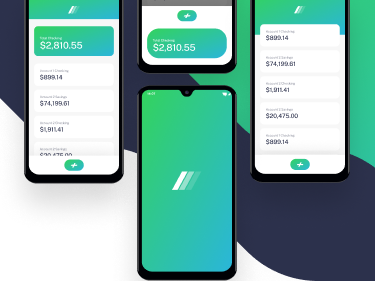 Total Checking
$2,810.55
Account 1 Checking
$899.14
Account 2 Savings
$74,199.61
Account 3 Checking
$1,911.41
Account 4 Savings
$20,475.00
Total Checking
$2,810.55
Account 1 Checking
$899.14
Account 2 Savings
$74,199.61
Account 3 Checking
$1,911.41
Account 4 Savings
$20,475.00
$899.14